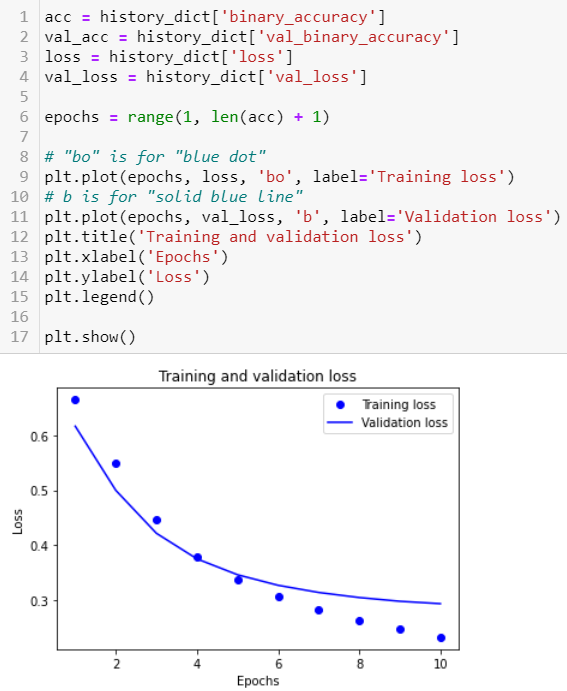 1 acc = history_dict['binary_accuracy']
2 val_acc = history_dict['val_binary_accuracy']
3 loss = history_dict['loss']
4 val_loss = history_dict['val_loss']
5
6 epochs = range(1, len(acc) + 1)
7
8 # "bo" is for "blue dot"
9 plt.plot(epochs, loss, 'bo', label='Training loss')
10 # b is for "solid blue line"
11 plt.plot(epochs, val_loss, 'b', label='Validation loss')
12 plt.title('Training and validation loss')
13 plt.xlabel('Epochs')
14 plt.ylabel('Loss')
15 plt.legend()
16
17 plt.show()
Training and validation loss
Training loss
Validation loss
0.6
0.5
0.4
0.3
Loss
2 4 6 8 10
Epochs